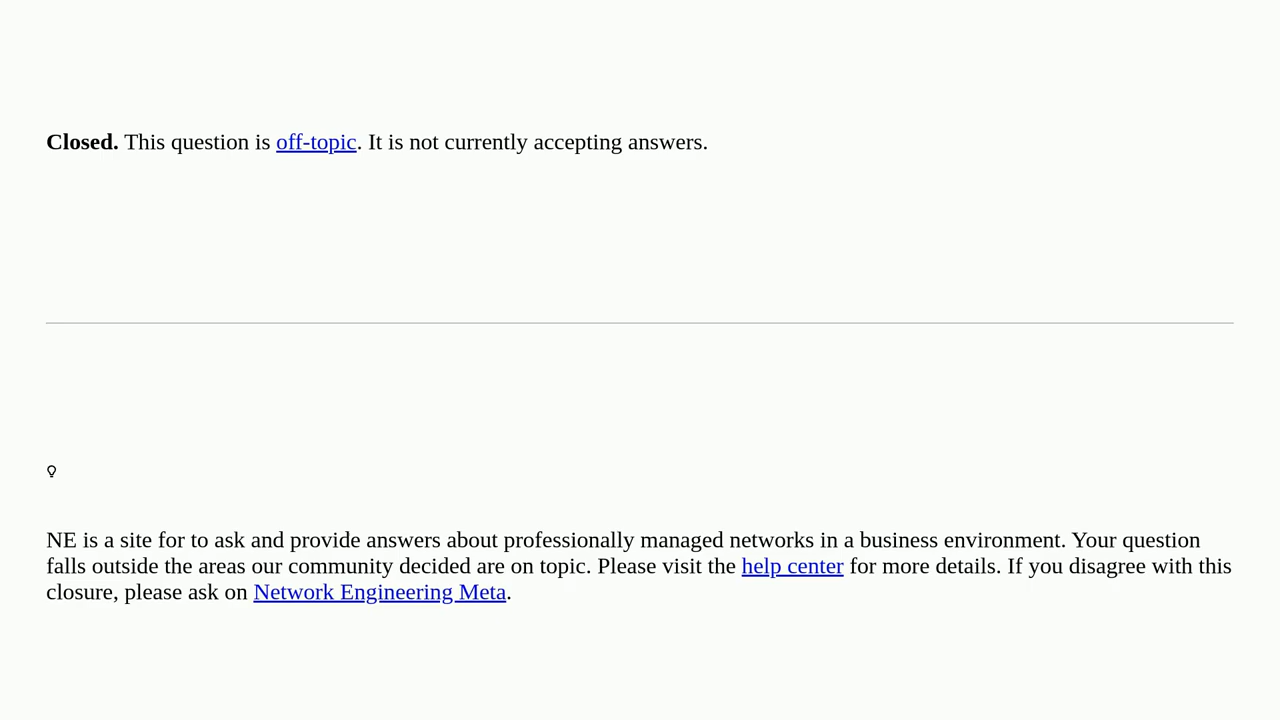 Closed. This question is off-topic. It is not currently accepting answers.
NE is a site for to ask and provide answers about professionally managed networks in a business environment. Your question
falls outside the areas our community decided are on topic. Please visit the help center for more details. If you disagree with this
closure, please ask on Network Engineering Meta.